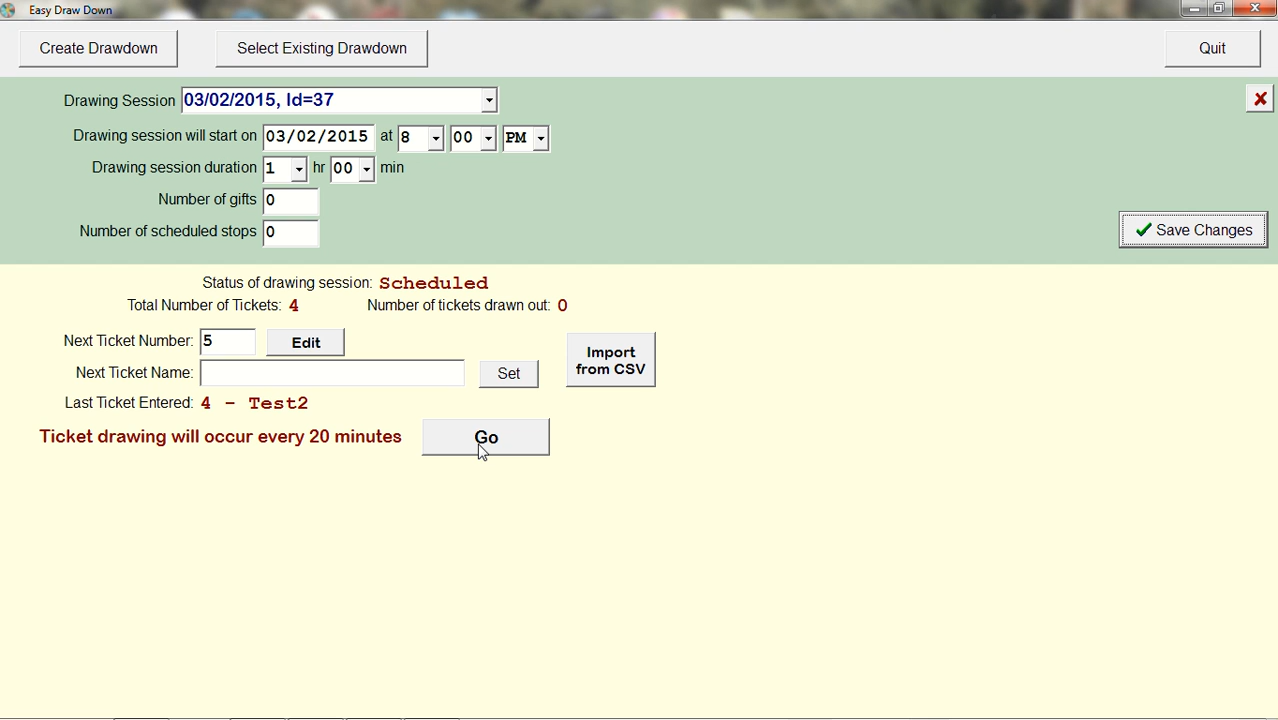 Easy Draw Down
Create Drawdown Select Existing Drawdown Quit
Drawing Session 03/02/2015, Id=37
Drawing session will start on 03/02/2015 at 8 00 PM
Drawing session duration 1 hr 00 min
Number of gifts 0
Number of scheduled stops 0
Save Changes
Status of drawing session: Scheduled
Total Number of Tickets: 4 Number of tickets drawn out: 0
Next Ticket Number: 5 Edit
Import from CSV
Next Ticket Name: Set
Last Ticket Entered: 4 - Test2
Ticket drawing will occur every 20 minutes Go